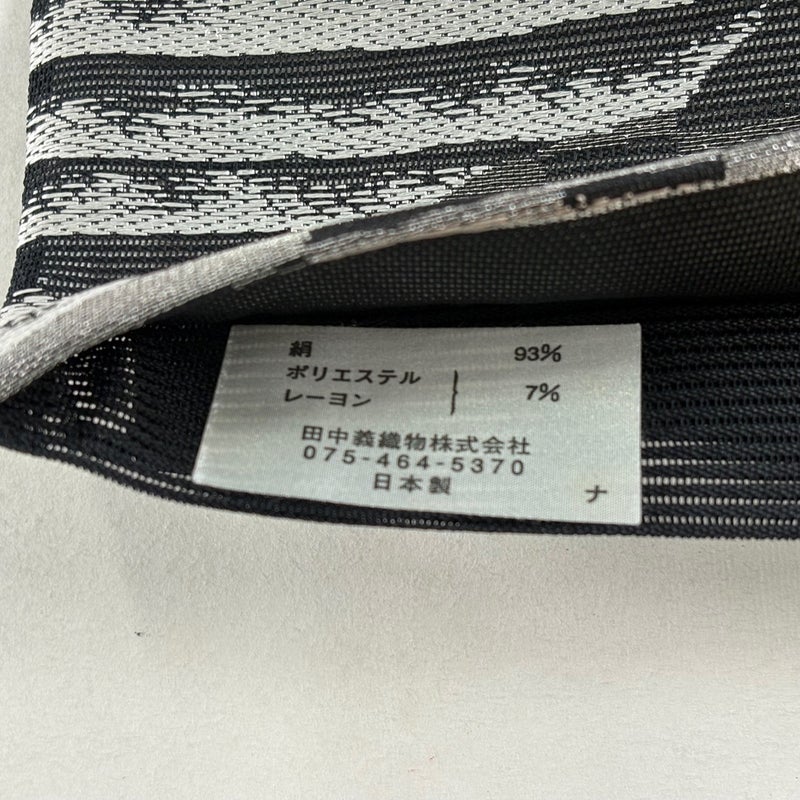 絹 93%
ポリエステル
レーヨン 7%
田中義織物株式会社
075-464-5370
日本製 ナ